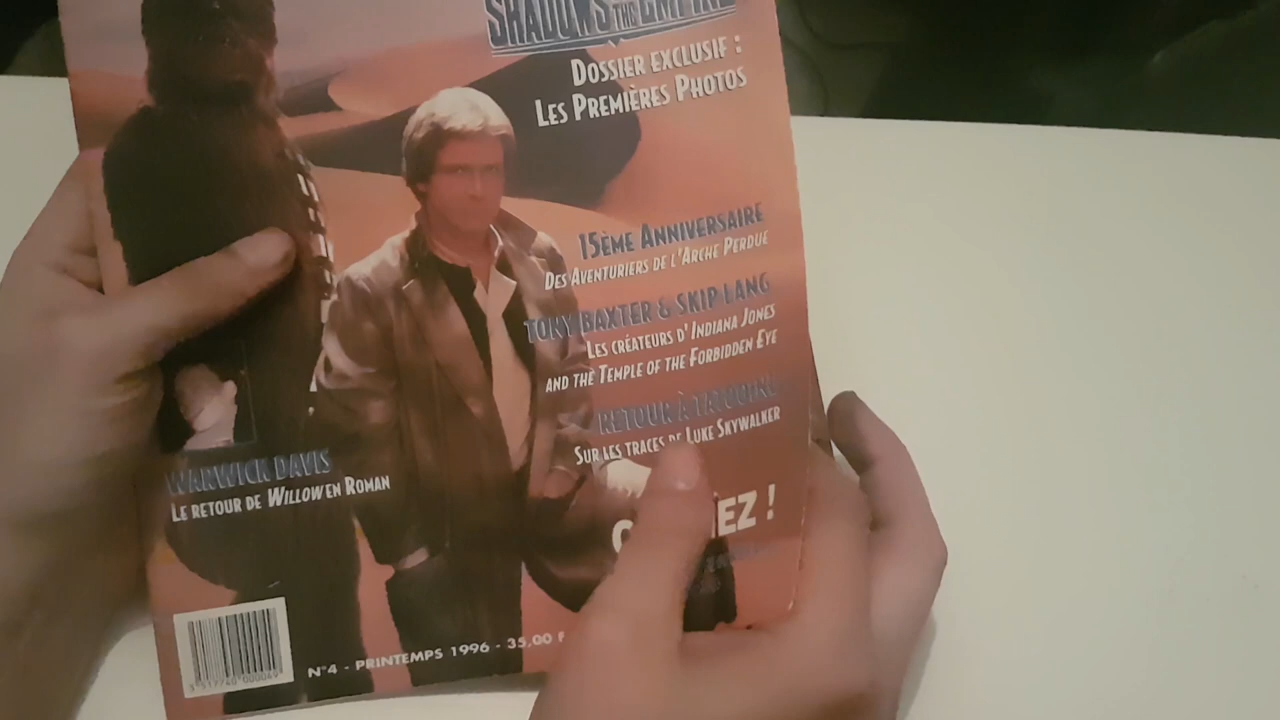 SHADOWS OF THE EMPIRE
DOSSIER EXCLUSIF :
LES PREMIÈRES PHOTOS
15ÈME ANNIVERSAIRE
DES AVENTURIERS DE L'ARCHE PERDUE
TONY BAXTER & SKIP LANG
LES CRÉATEURS D'INDIANA JONES
AND THE TEMPLE OF THE FORBIDDEN EYE
RETOUR À TATOOINE
SUR LES TRACES DE LUKE SKYWALKER
WARWICK DAVIS
LE RETOUR DE WILLOW EN ROMAN
EZ !
N°4 - PRINTEMPS 1996 - 35,00 F